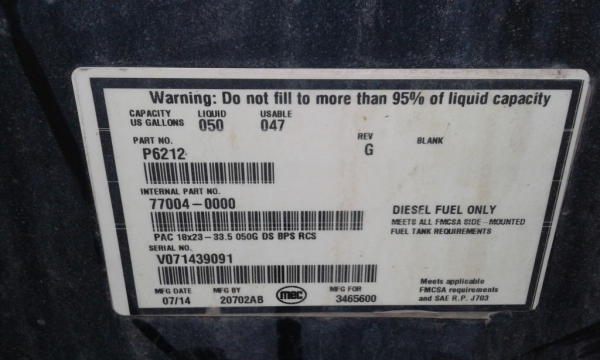 Warning: Do not fill to more than 95% of liquid capacity
CAPACITY LIQUID USABLE
US GALLONS 050 047
PART NO. REV BLANK
P6212 G
INTERNAL PART NO.
77004-0000
DIESEL FUEL ONLY
MEETS ALL FMCSA SIDE-MOUNTED
FUEL TANK REQUIREMENTS
PAC 18x23-33.5 050G DS BPS RCS
SERIAL NO.
V071439091
MFG DATE MFG BY MFG FOR
07/14 20702AB mec 3465600
Meets applicable
FMCSA requirements
and SAE R.P. J703